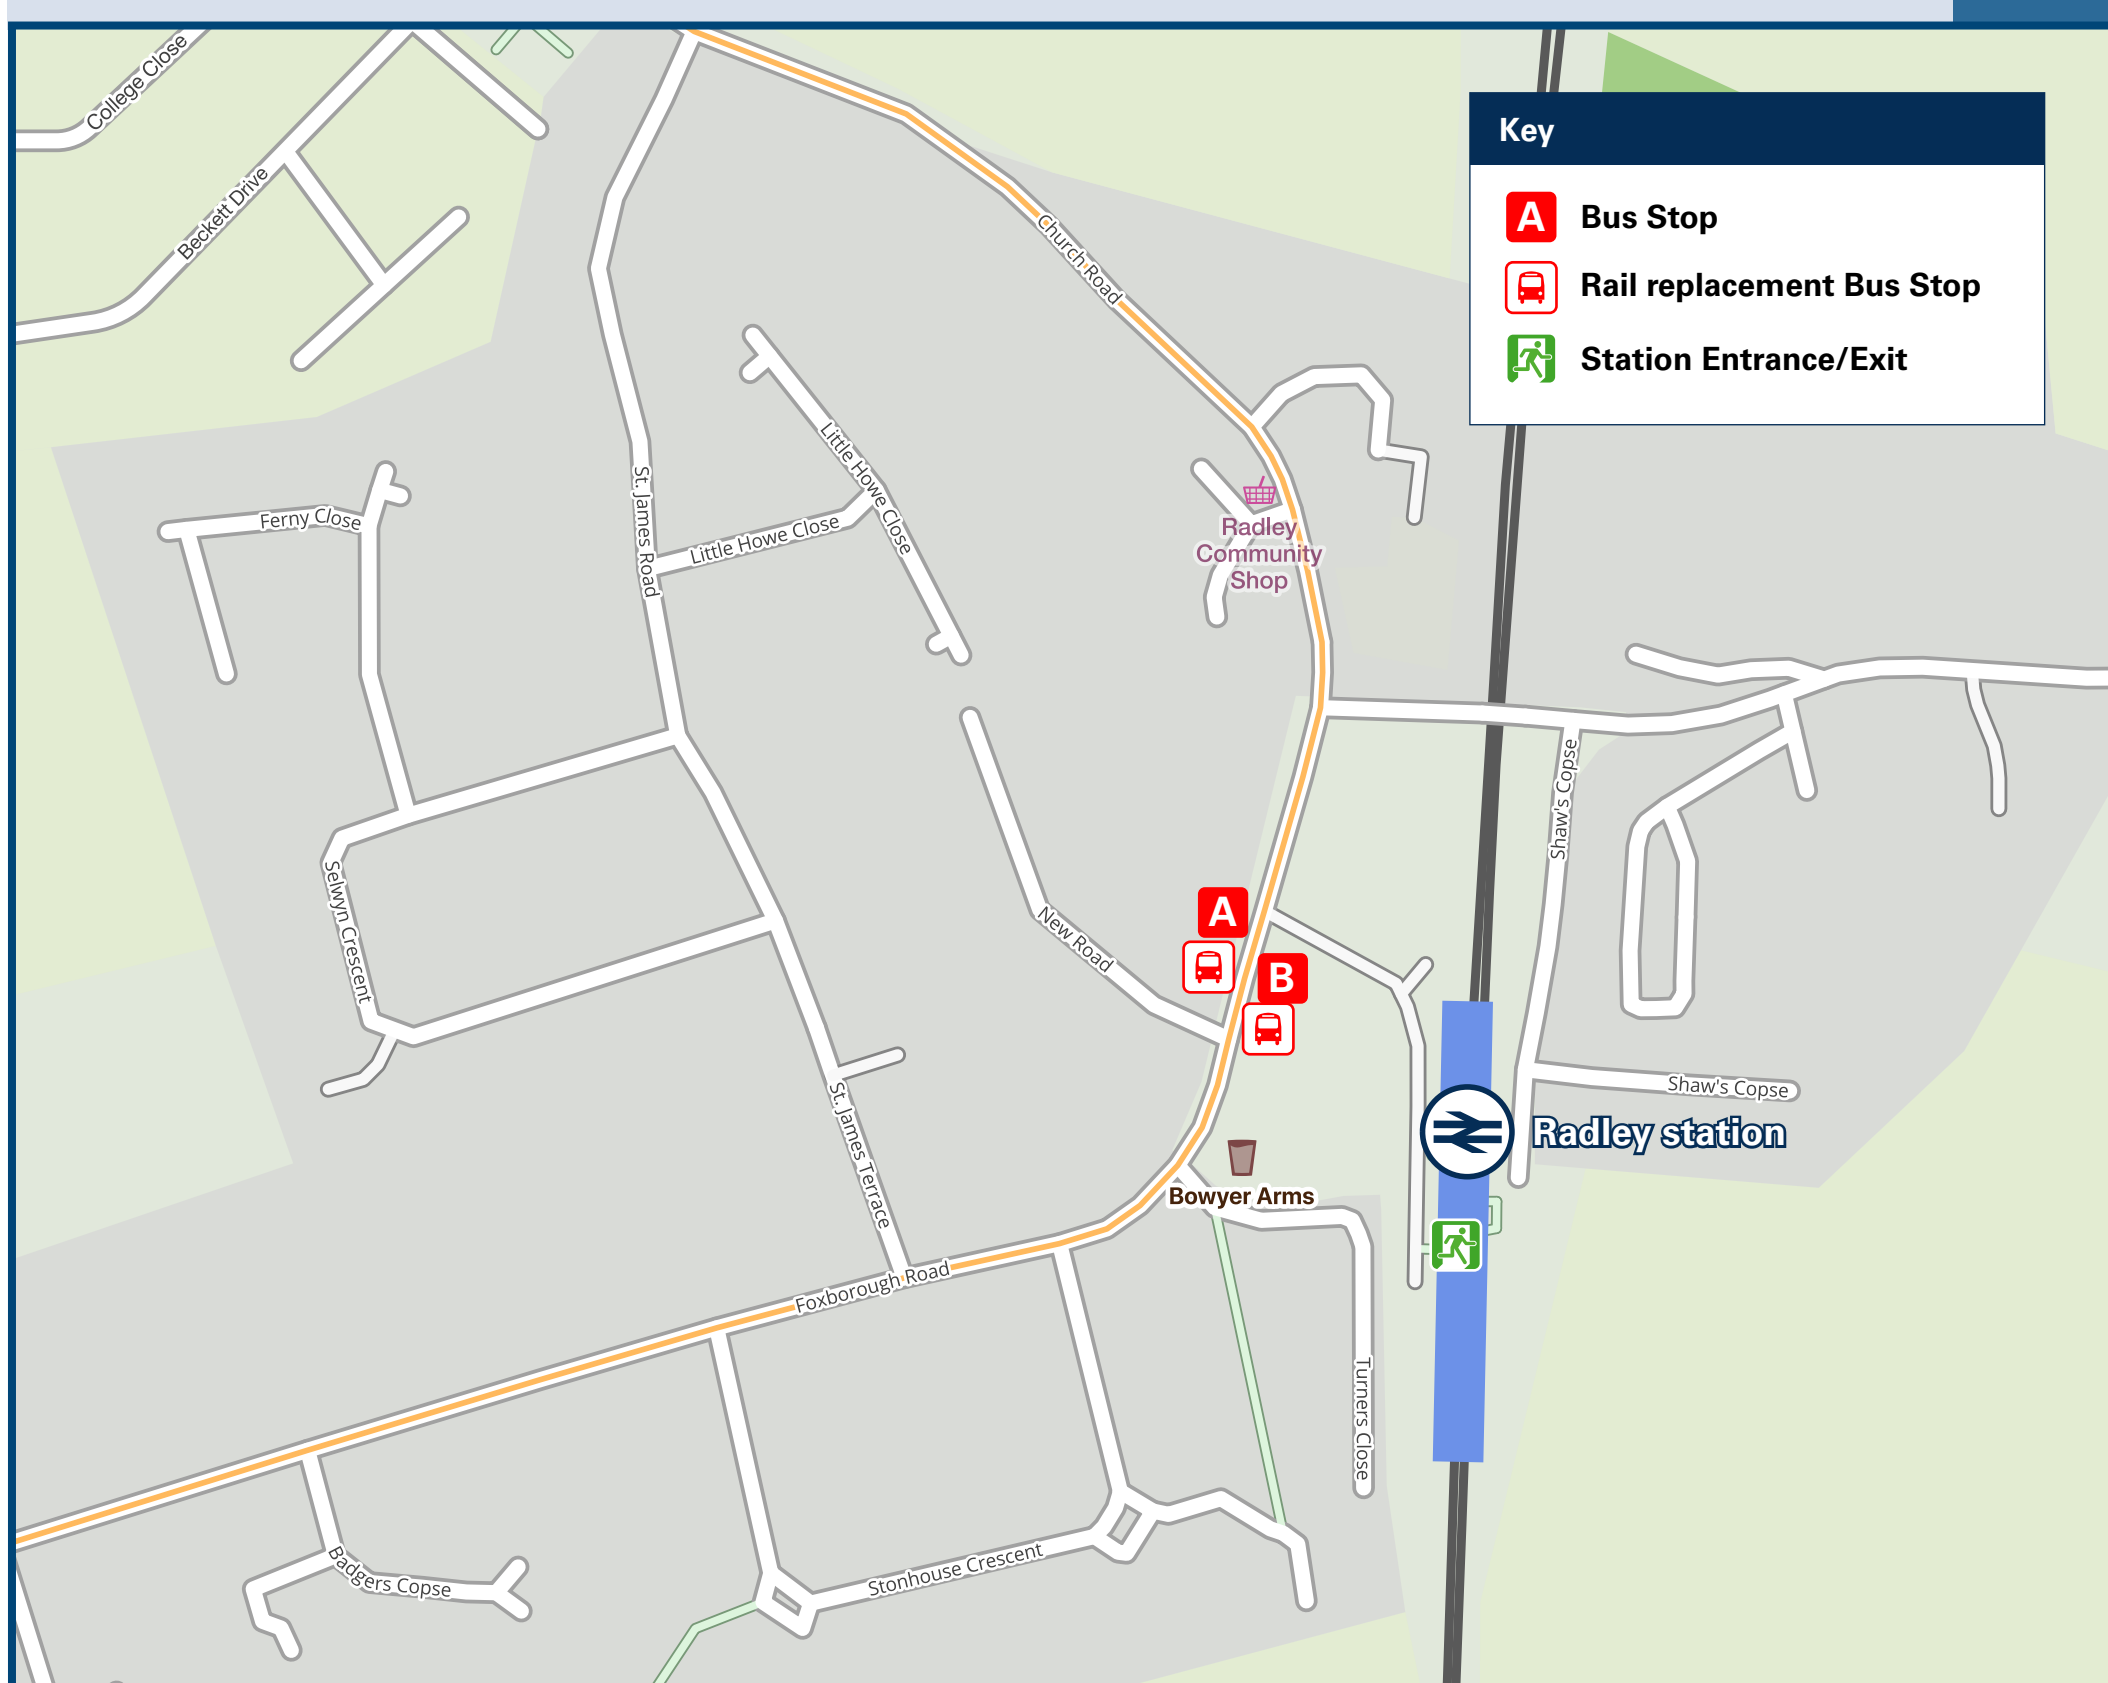 College Close
Beckett Drive
Church Road
Key
A
Bus Stop
Rail replacement Bus Stop
Station Entrance/Exit
St. James Road
Little Howe Close
Little Howe Close
Ferny Close
Radley
Community
Shop
Shaw's Copse
Selwyn Crescent
A
New Road
B
Shaw's Copse
Radley station
St. James Terrace
Bowyer Arms
Foxborough Road
Turners Close
Badgers Copse
Stonhouse Crescent